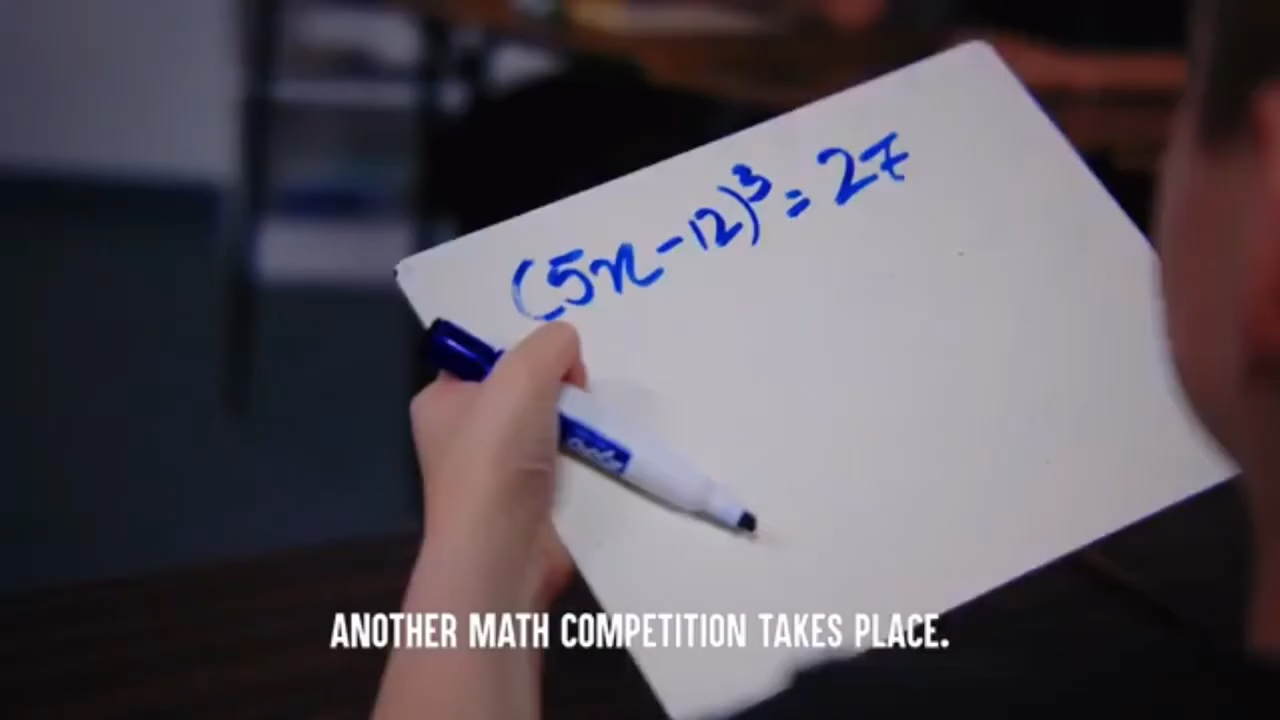 (5x-12)³=27
ANOTHER MATH COMPETITION TAKES PLACE.